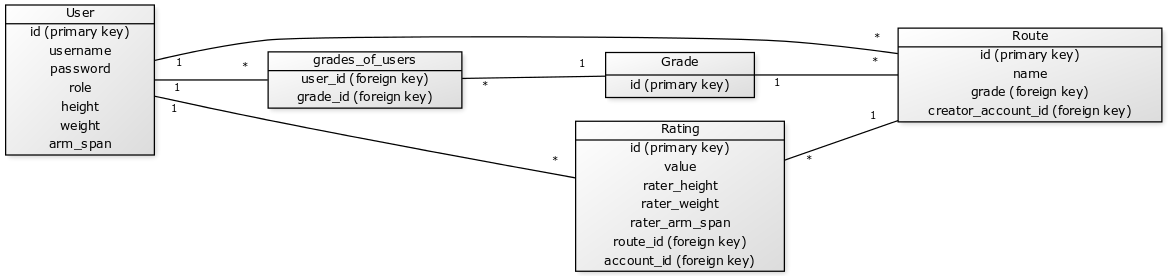 User
id (primary key)
username
password
role
height
weight
arm_span
1
*
1
*
1
*
grades_of_users
user_id (foreign key)
grade_id (foreign key)
*
1
Grade
id (primary key)
1
*
Rating
id (primary key)
value
rater_height
rater_weight
rater_arm_span
route_id (foreign key)
account_id (foreign key)
*
1
Route
id (primary key)
name
grade (foreign key)
creator_account_id (foreign key)